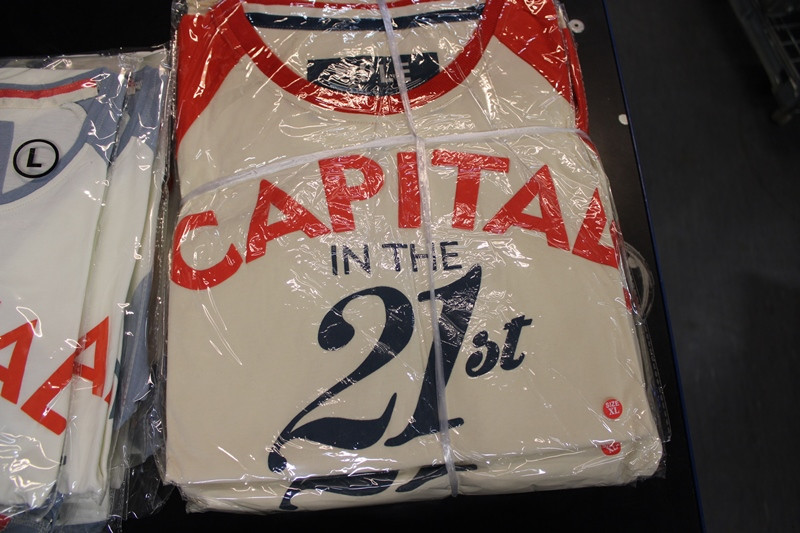 L
CAPITAL
IN THE
21st
SIZE
XL